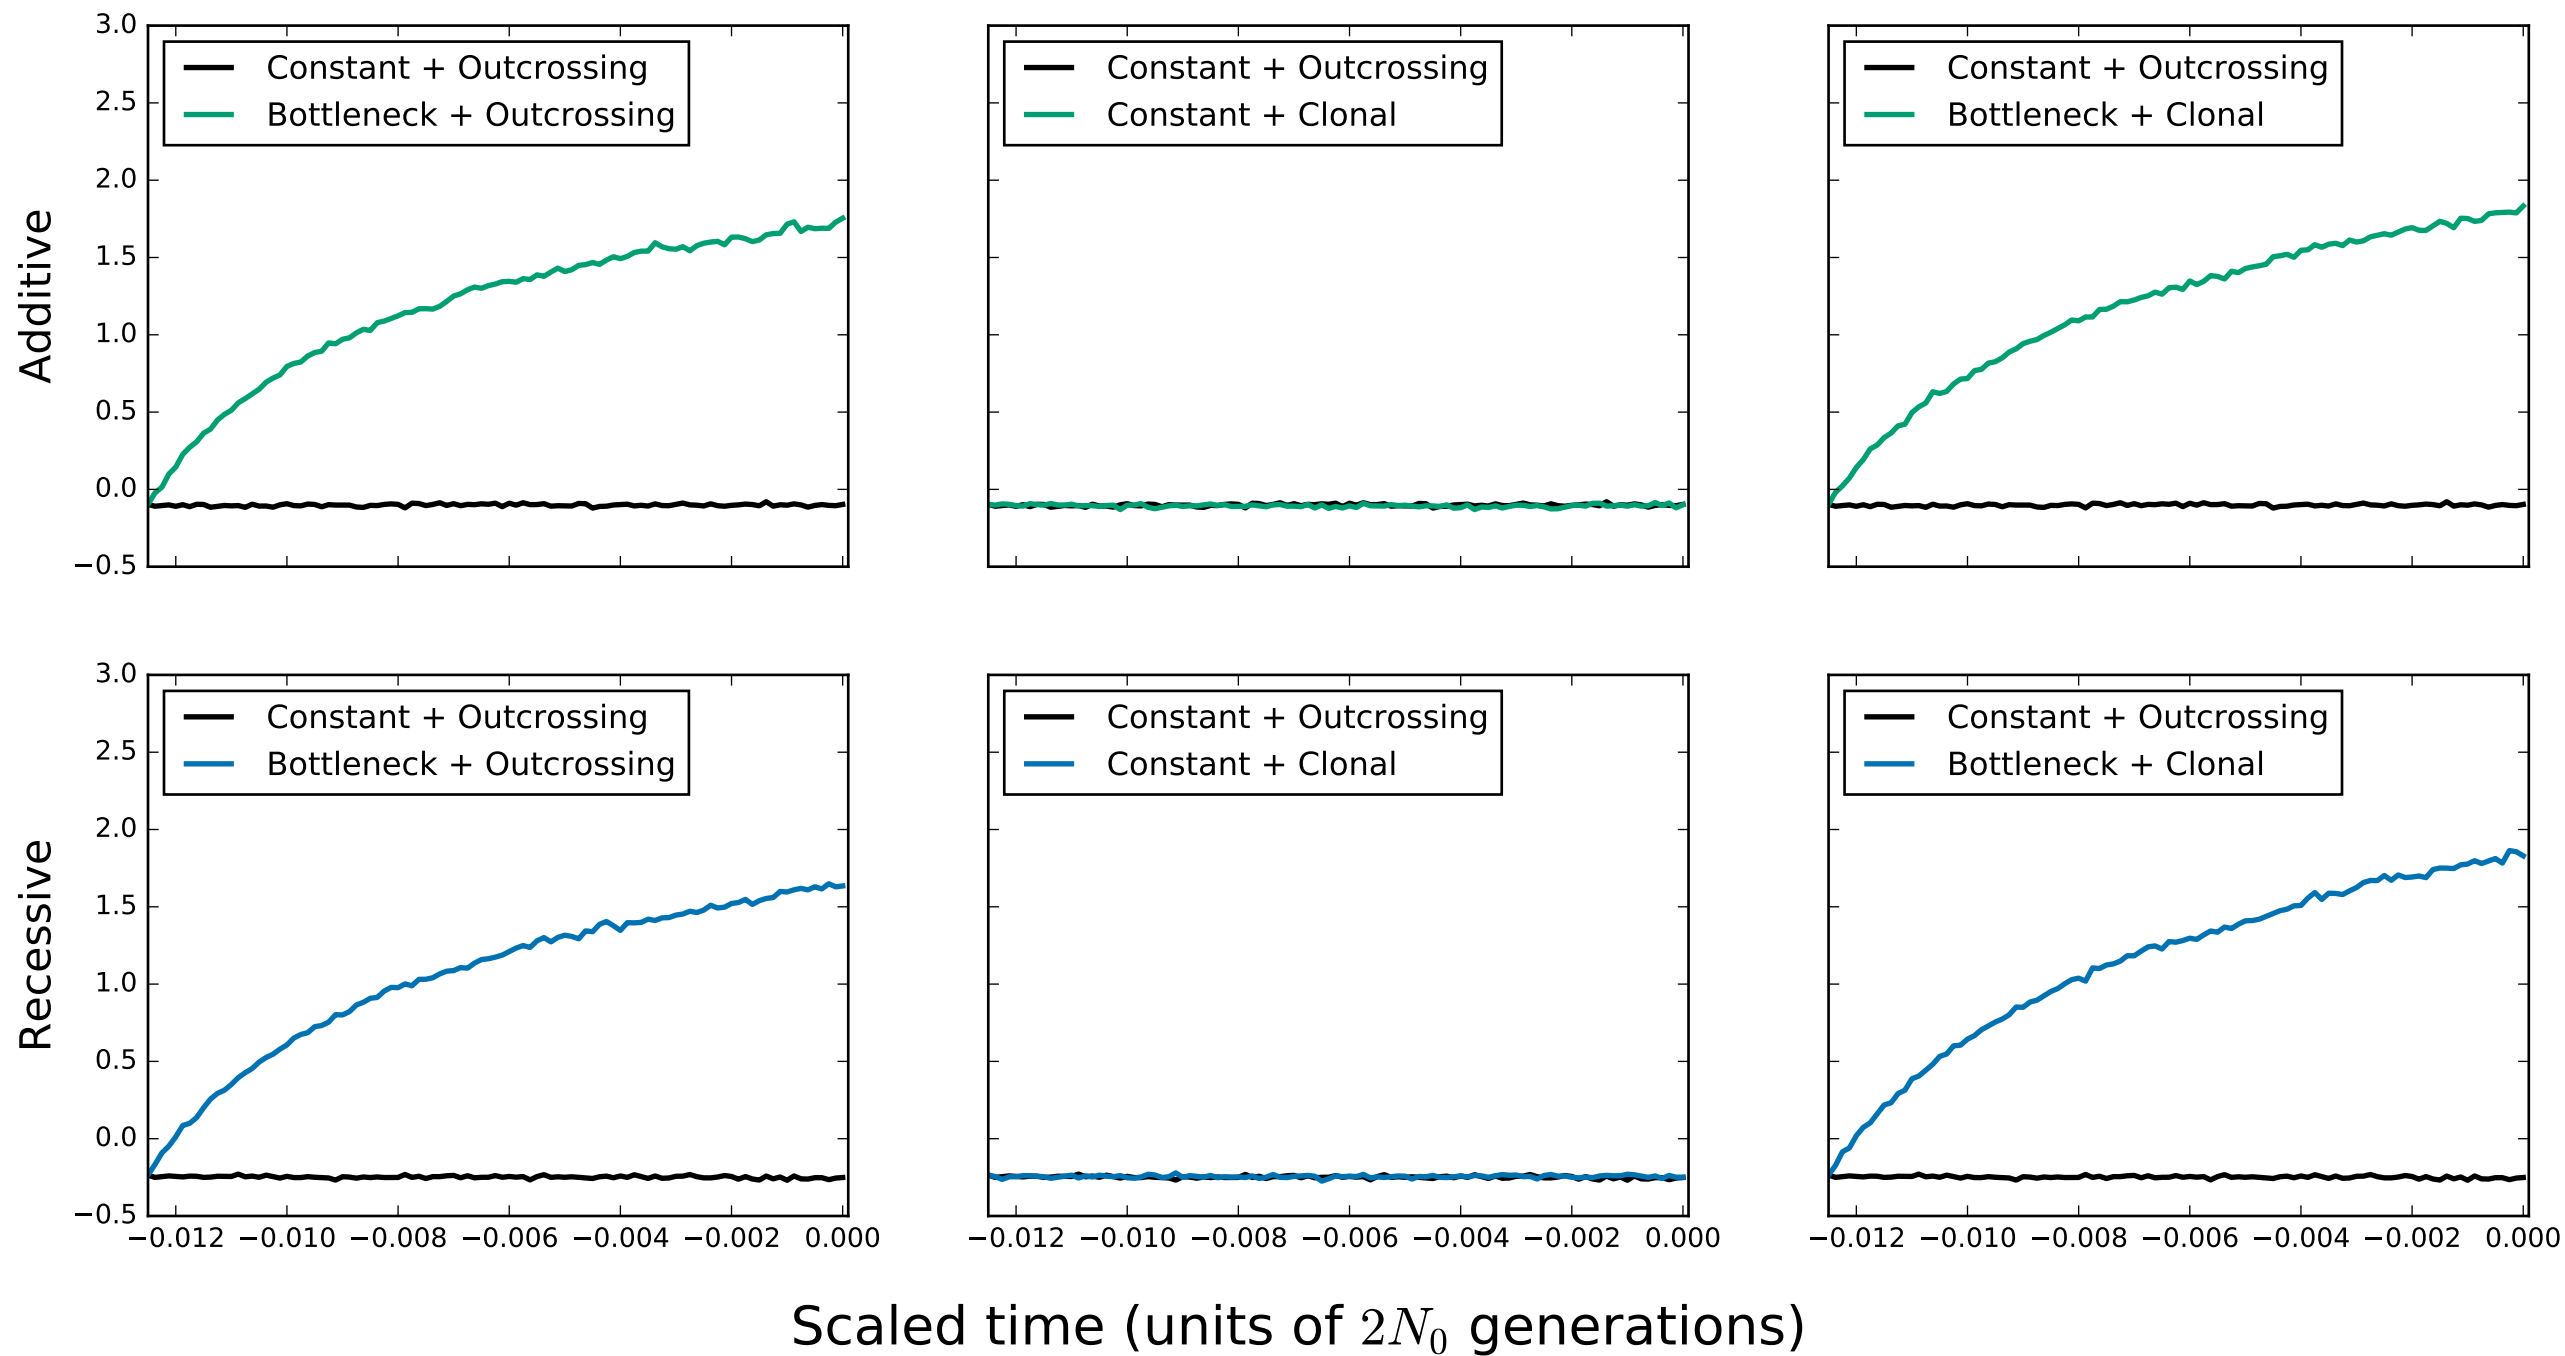 Additive
3.0
2.5
2.0
1.5
1.0
0.5
0.0
−0.5
Constant + Outcrossing
Bottleneck + Outcrossing
Constant + Outcrossing
Constant + Clonal
Constant + Outcrossing
Bottleneck + Clonal
Recessive
3.0
2.5
2.0
1.5
1.0
0.5
0.0
−0.5
Constant + Outcrossing
Bottleneck + Outcrossing
Constant + Outcrossing
Constant + Clonal
Constant + Outcrossing
Bottleneck + Clonal
−0.012 −0.010 −0.008 −0.006 −0.004 −0.002 0.000
−0.012 −0.010 −0.008 −0.006 −0.004 −0.002 0.000
−0.012 −0.010 −0.008 −0.006 −0.004 −0.002 0.000
Scaled time (units of 2N₀ generations)